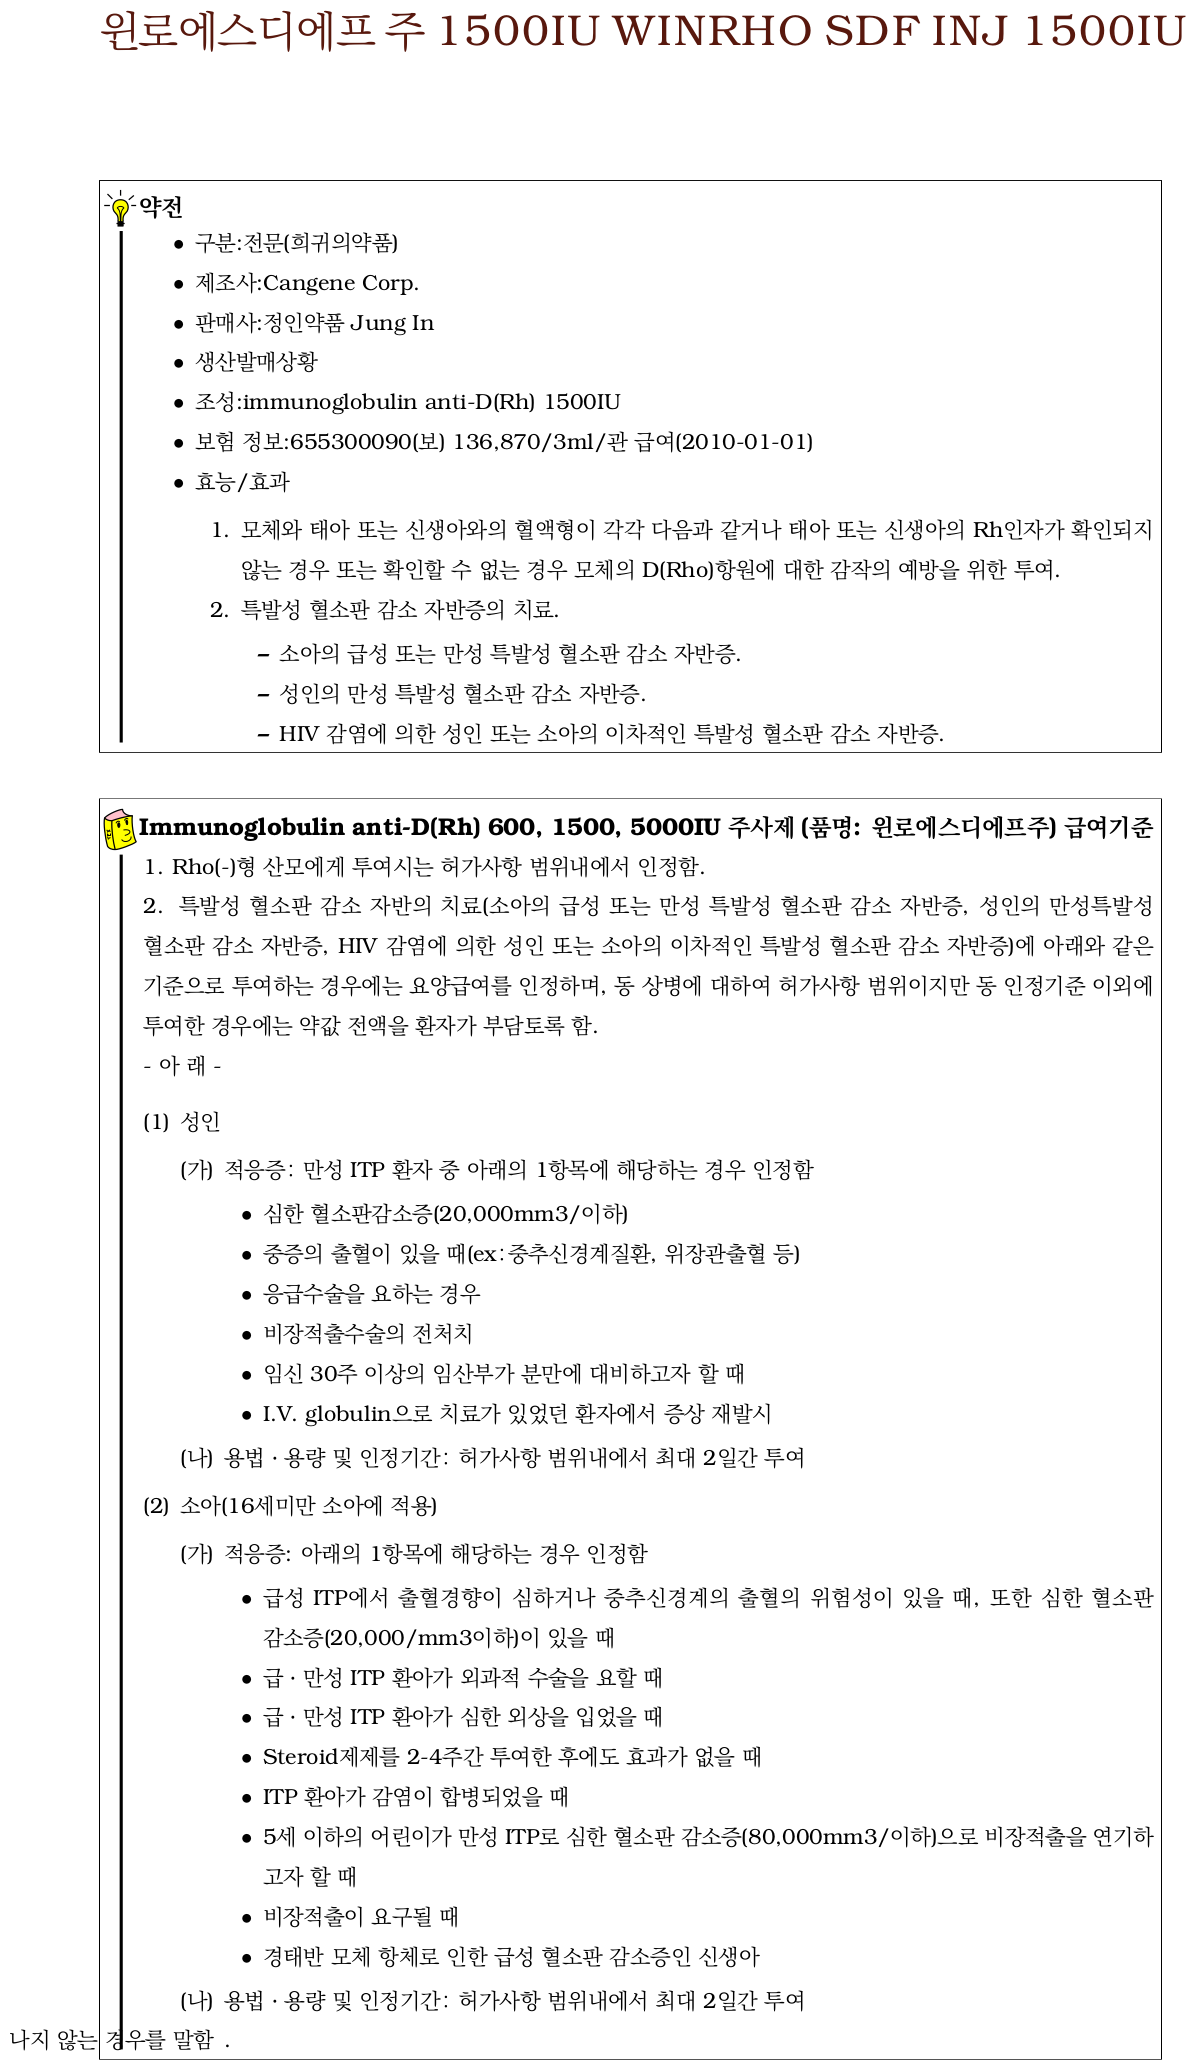 윈로에스디에프 주 1500IU WINRHO SDF INJ 1500IU
약전
• 구분:전문(희귀의약품)
• 제조사:Cangene Corp.
• 판매사:정인약품 Jung In
• 생산발매상황
• 조성:immunoglobulin anti-D(Rh) 1500IU
• 보험 정보:655300090(보) 136,870/3ml/관 급여(2010-01-01)
• 효능/효과
1. 모체와 태아 또는 신생아와의 혈액형이 각각 다음과 같거나 태아 또는 신생아의 Rh인자가 확인되지
않는 경우 또는 확인할 수 없는 경우 모체의 D(Rho)항원에 대한 감작의 예방을 위한 투여.
2. 특발성 혈소판 감소 자반증의 치료.
– 소아의 급성 또는 만성 특발성 혈소판 감소 자반증.
– 성인의 만성 특발성 혈소판 감소 자반증.
– HIV 감염에 의한 성인 또는 소아의 이차적인 특발성 혈소판 감소 자반증.
Immunoglobulin anti-D(Rh) 600, 1500, 5000IU 주사제 (품명: 윈로에스디에프주) 급여기준
1. Rho(-)형 산모에게 투여시는 허가사항 범위내에서 인정함.
2. 특발성 혈소판 감소 자반의 치료(소아의 급성 또는 만성 특발성 혈소판 감소 자반증, 성인의 만성특발성
혈소판 감소 자반증, HIV 감염에 의한 성인 또는 소아의 이차적인 특발성 혈소판 감소 자반증)에 아래와 같은
기준으로 투여하는 경우에는 요양급여를 인정하며, 동 상병에 대하여 허가사항 범위이지만 동 인정기준 이외에
투여한 경우에는 약값 전액을 환자가 부담토록 함.
- 아 래 -
(1) 성인
(가) 적응증: 만성 ITP 환자 중 아래의 1항목에 해당하는 경우 인정함
• 심한 혈소판감소증(20,000mm3/이하)
• 중증의 출혈이 있을 때(ex:중추신경계질환, 위장관출혈 등)
• 응급수술을 요하는 경우
• 비장적출수술의 전처치
• 임신 30주 이상의 임산부가 분만에 대비하고자 할 때
• I.V. globulin으로 치료가 있었던 환자에서 증상 재발시
(나) 용법 · 용량 및 인정기간: 허가사항 범위내에서 최대 2일간 투여
(2) 소아(16세미만 소아에 적용)
(가) 적응증: 아래의 1항목에 해당하는 경우 인정함
• 급성 ITP에서 출혈경향이 심하거나 중추신경계의 출혈의 위험성이 있을 때, 또한 심한 혈소판
감소증(20,000/mm3이하)이 있을 때
• 급 · 만성 ITP 환아가 외과적 수술을 요할 때
• 급 · 만성 ITP 환아가 심한 외상을 입었을 때
• Steroid제제를 2-4주간 투여한 후에도 효과가 없을 때
• ITP 환아가 감염이 합병되었을 때
• 5세 이하의 어린이가 만성 ITP로 심한 혈소판 감소증(80,000mm3/이하)으로 비장적출을 연기하
고자 할 때
• 비장적출이 요구될 때
• 경태반 모체 항체로 인한 급성 혈소판 감소증인 신생아
(나) 용법 · 용량 및 인정기간: 허가사항 범위내에서 최대 2일간 투여
나지 않는 경우를 말함 .